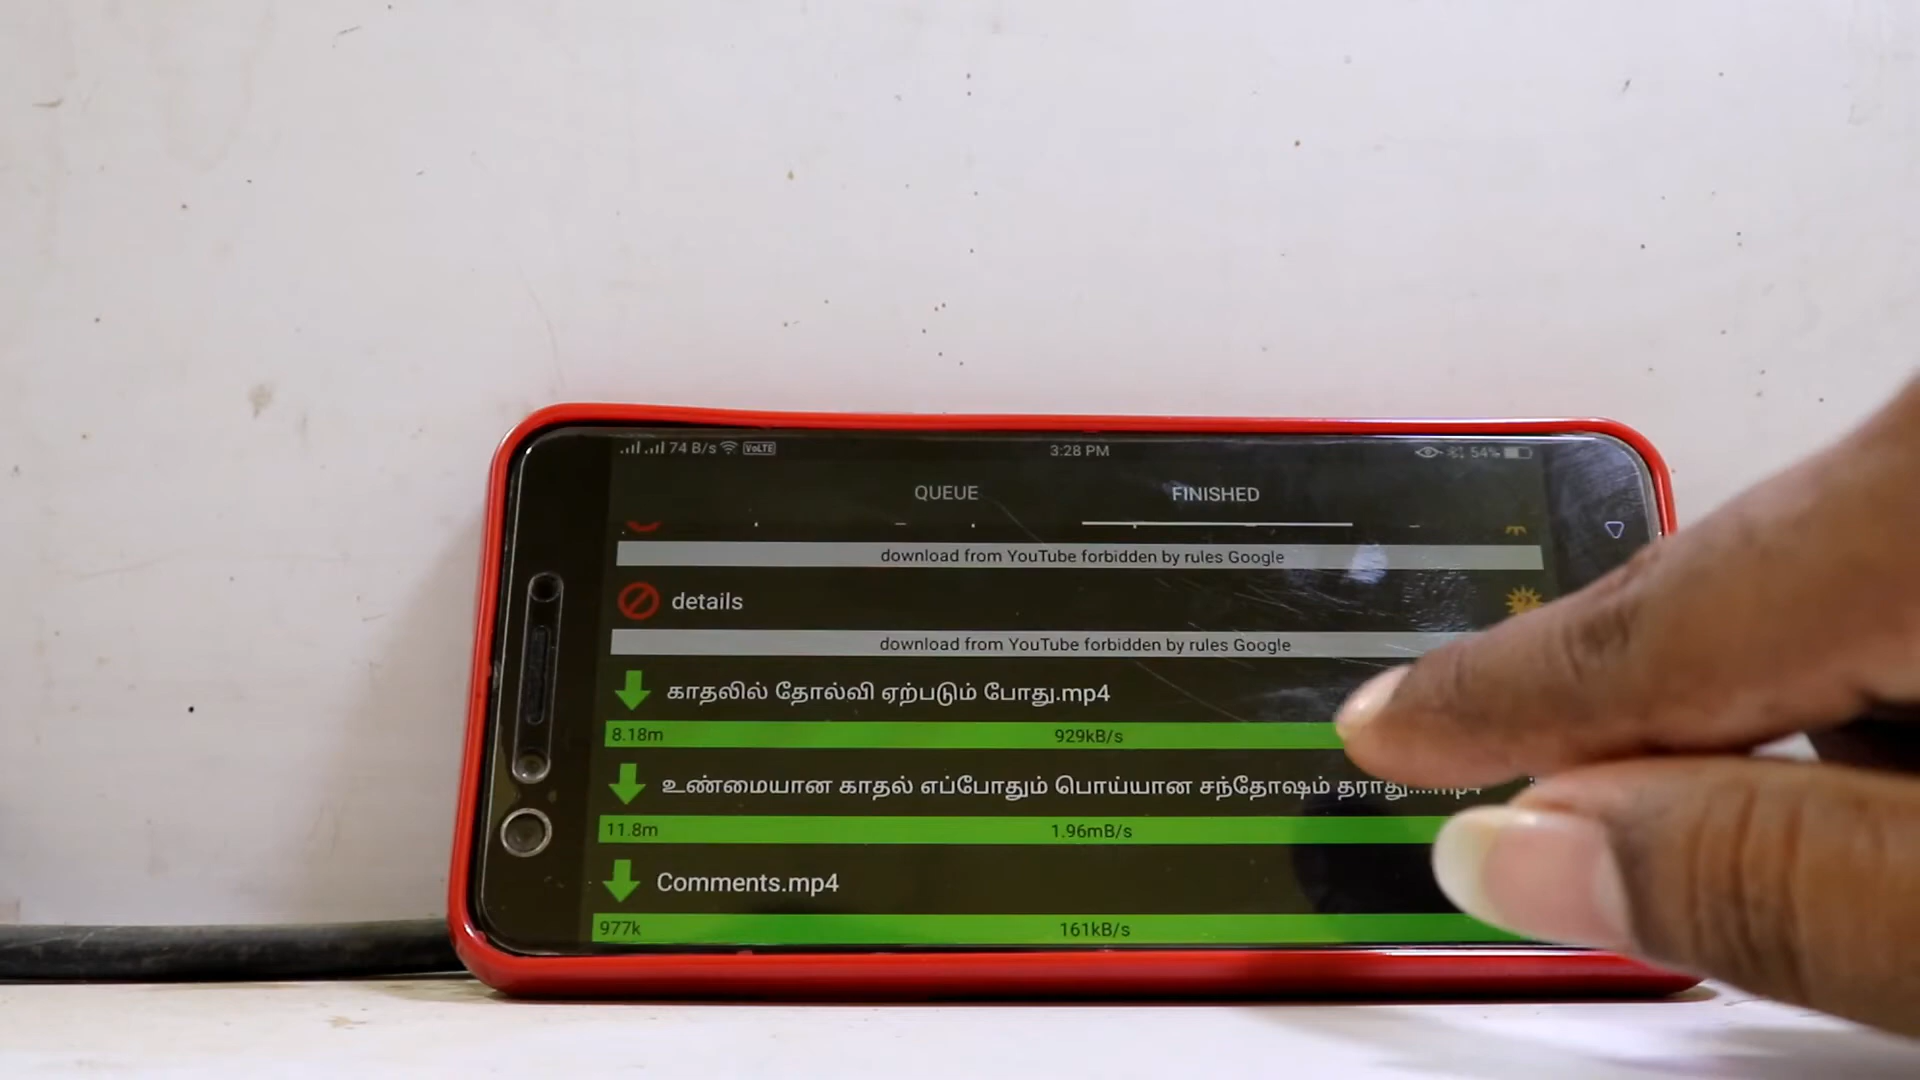 74 B/s VoLTE 3:28 PM 54%
QUEUE FINISHED
download from YouTube forbidden by rules Google
details
download from YouTube forbidden by rules Google
காதலில் தோல்வி ஏற்படும் போது.mp4
8.18m 929kB/s
உண்மையான காதல் எப்போதும் பொய்யான சந்தோஷம் தராது....mp4
11.8m 1.96mB/s
Comments.mp4
977k 161kB/s